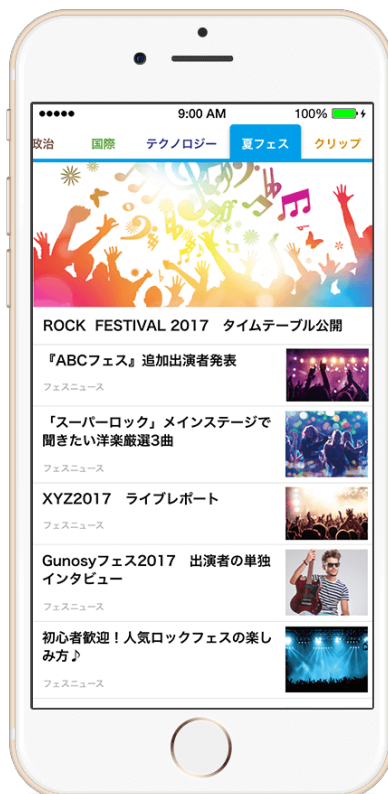 9:00 AM 100%
政治 国際 テクノロジー 夏フェス クリップ
ROCK FESTIVAL 2017 タイムテーブル公開
『ABCフェス』追加出演者発表
フェスニュース
「スーパーロック」メインステージで
聞きたい洋楽厳選3曲
フェスニュース
XYZ2017 ライブレポート
フェスニュース
Gunosyフェス2017 出演者の単独
インタビュー
フェスニュース
初心者歓迎！人気ロックフェスの楽し
み方♪
フェスニュース